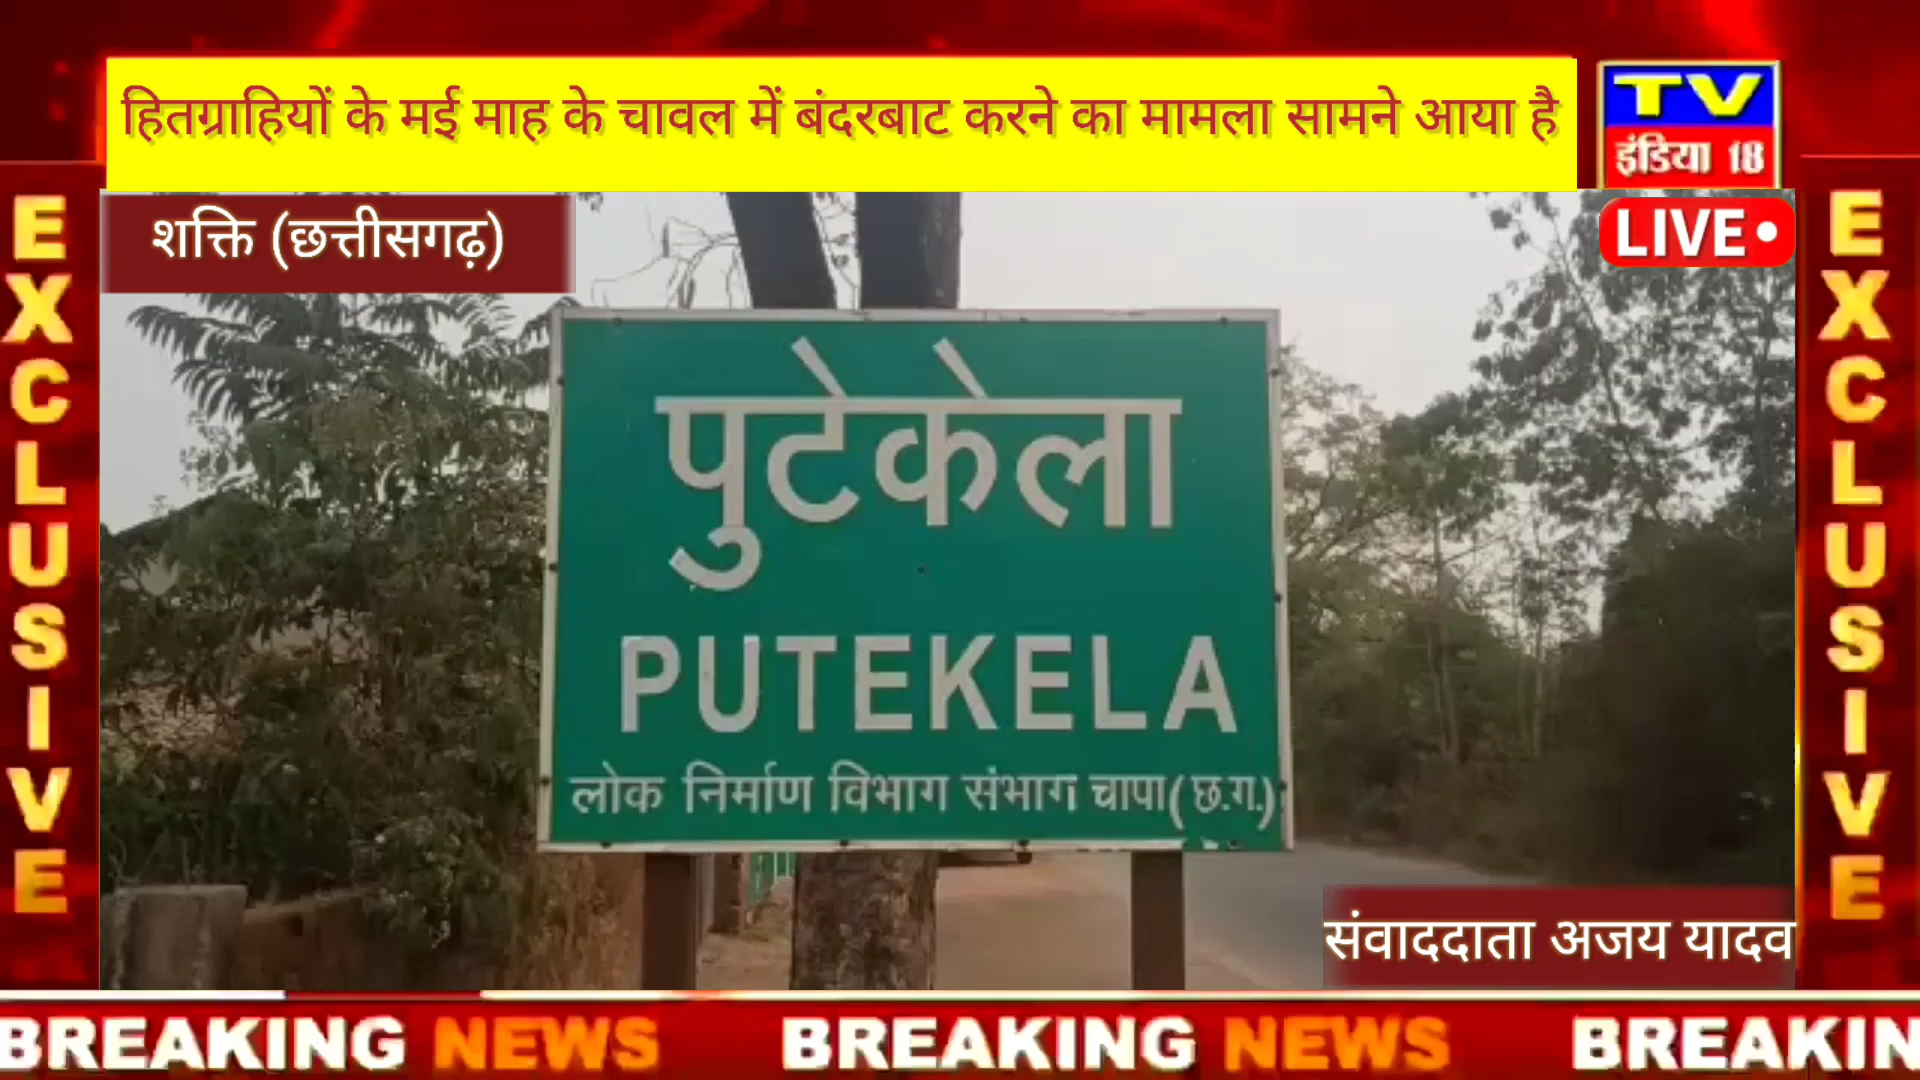 हितग्राहियों के मई माह के चावल में बंदरबाट करने का मामला सामने आया है
TV
इंडिया 18
शक्ति (छत्तीसगढ़)
LIVE
EXCLUSIVE
EXCLUSIVE
पुटेकेला
PUTEKELA
लोक निर्माण विभाग संभाग चापा(छ.ग.)
संवाददाता अजय यादव
BREAKING NEWS BREAKING NEWS BREAKIN